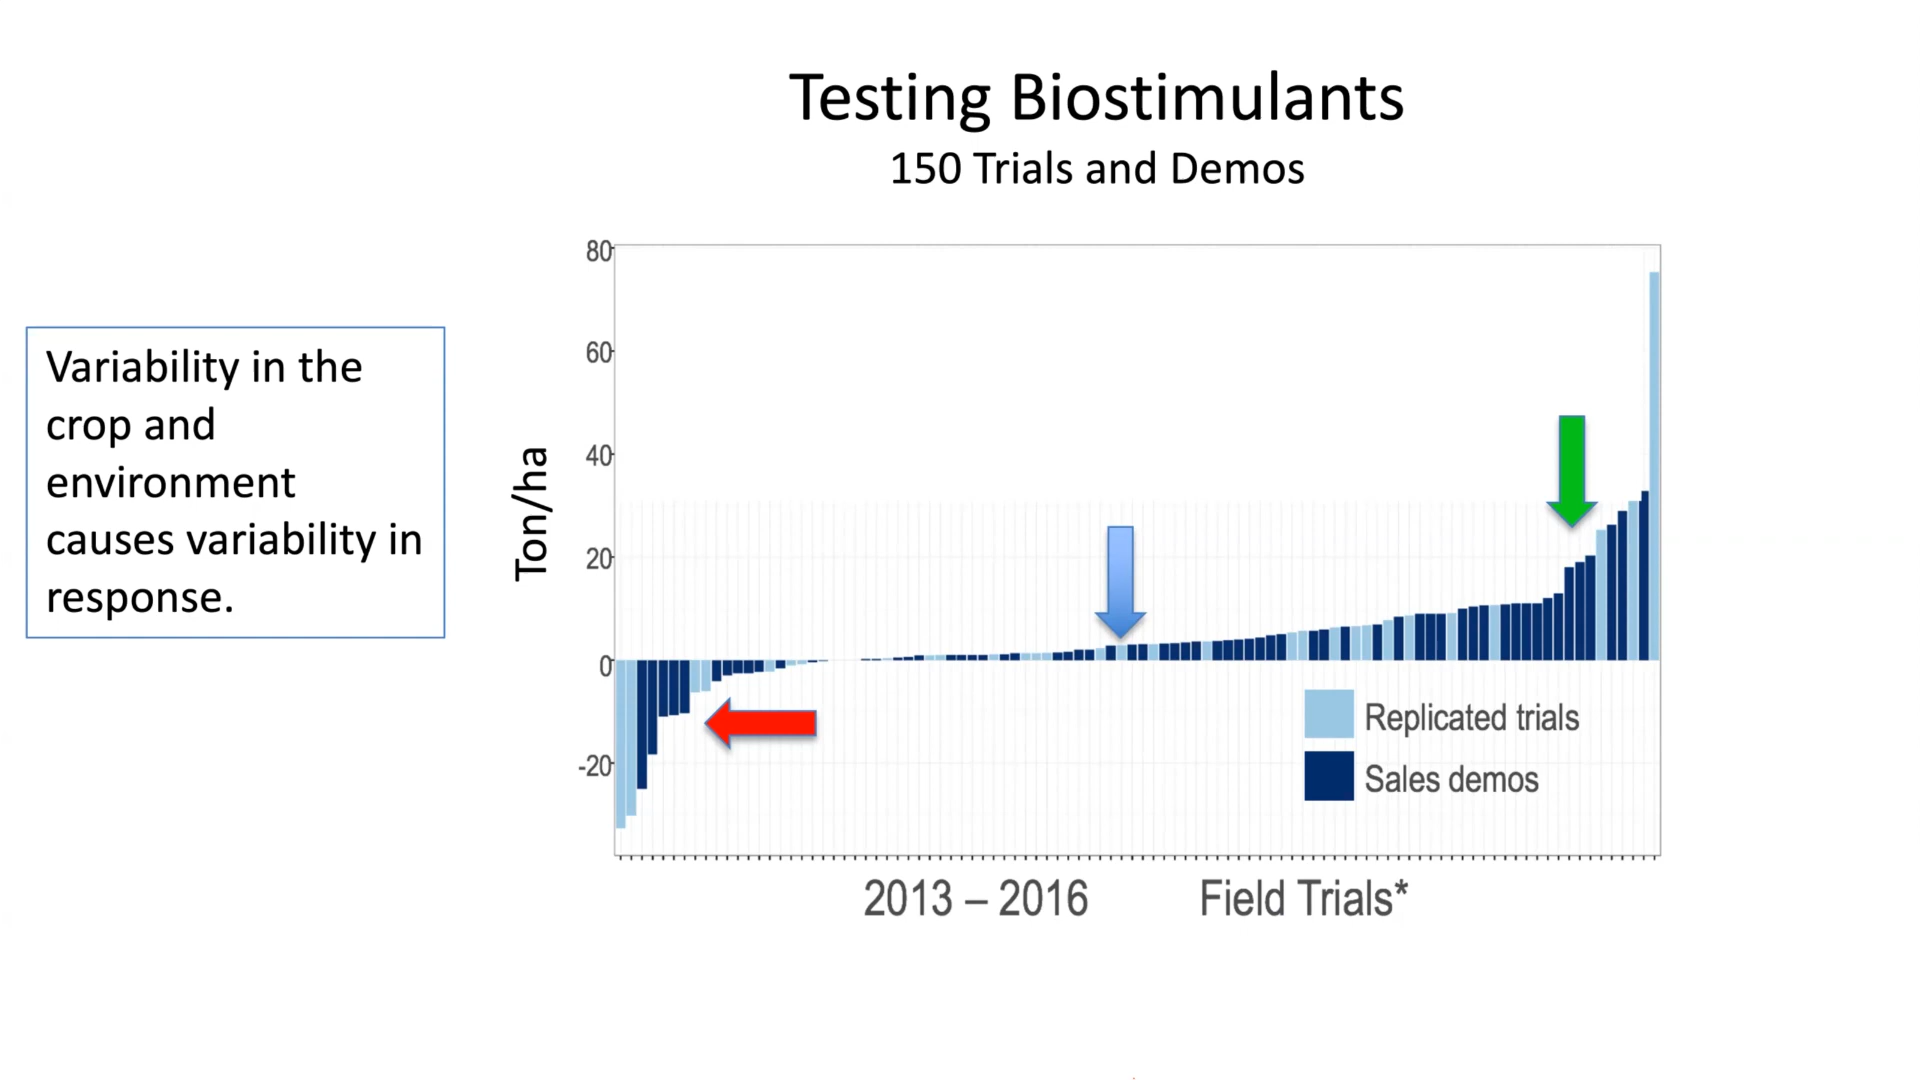 Testing Biostimulants
150 Trials and Demos
Variability in the
crop and
environment
causes variability in
response.
Ton/ha
80
60
40
20
0
-20
Replicated trials
Sales demos
2013 – 2016 Field Trials*